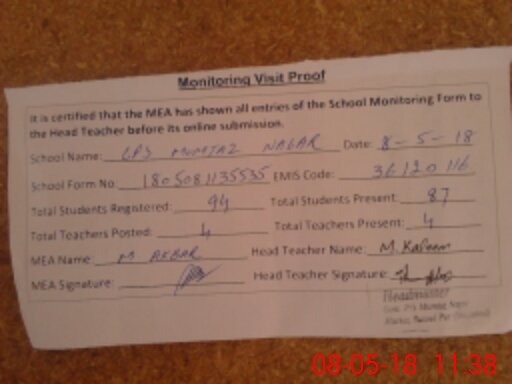 Monitoring Visit Proof
It is certified that the MEA has shown all entries of the School Monitoring Form to
the Head Teacher before its online submission.
School Name: GPS MUMTAZ NAGAR Date: 8-5-18
School Form No. 1805081135535 EMIS Code: 36120116
Total Students Registered: 94 Total Students Present: 87
Total Teachers Posted: 4 Total Teachers Present: 4
MEA Name: M AKBAR Head Teacher Name: M. Kaleem
MEA Signature: Head Teacher Signature:
Headmaster
08-05-18 11:38